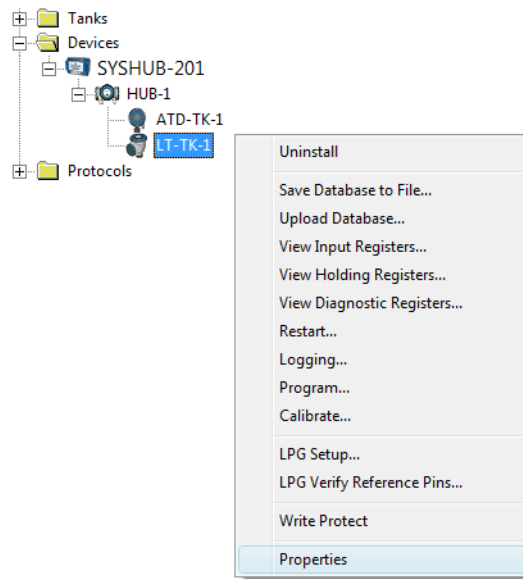 Tanks
Devices
SYSHUB-201
HUB-1
ATD-TK-1
LT-TK-1
Protocols
Uninstall
Save Database to File...
Upload Database...
View Input Registers...
View Holding Registers...
View Diagnostic Registers...
Restart...
Logging...
Program...
Calibrate...
LPG Setup...
LPG Verify Reference Pins...
Write Protect
Properties